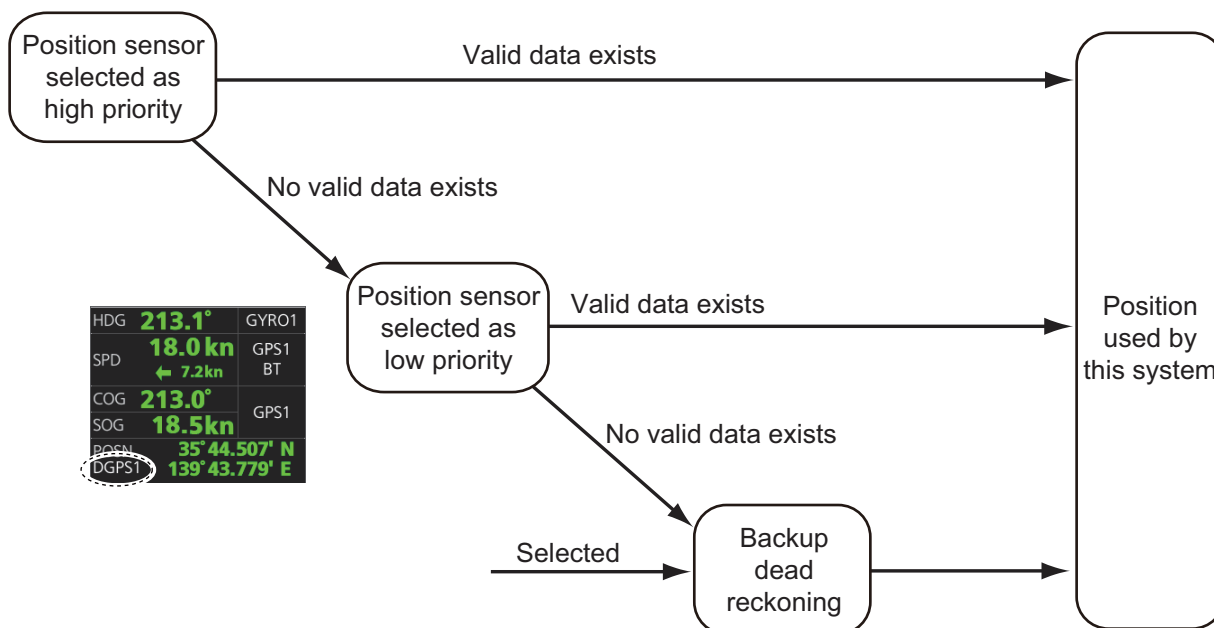 Position sensor
selected as
high priority
Valid data exists
No valid data exists
Position sensor
selected as
low priority
Valid data exists
Position
used by
this system
HDG 213.1° GYRO1
SPD 18.0 kn GPS1
7.2kn BT
COG 213.0° GPS1
SOG 18.5kn
POSN 35°44.507' N
DGPS1 139°43.779' E
No valid data exists
Selected
Backup
dead
reckoning